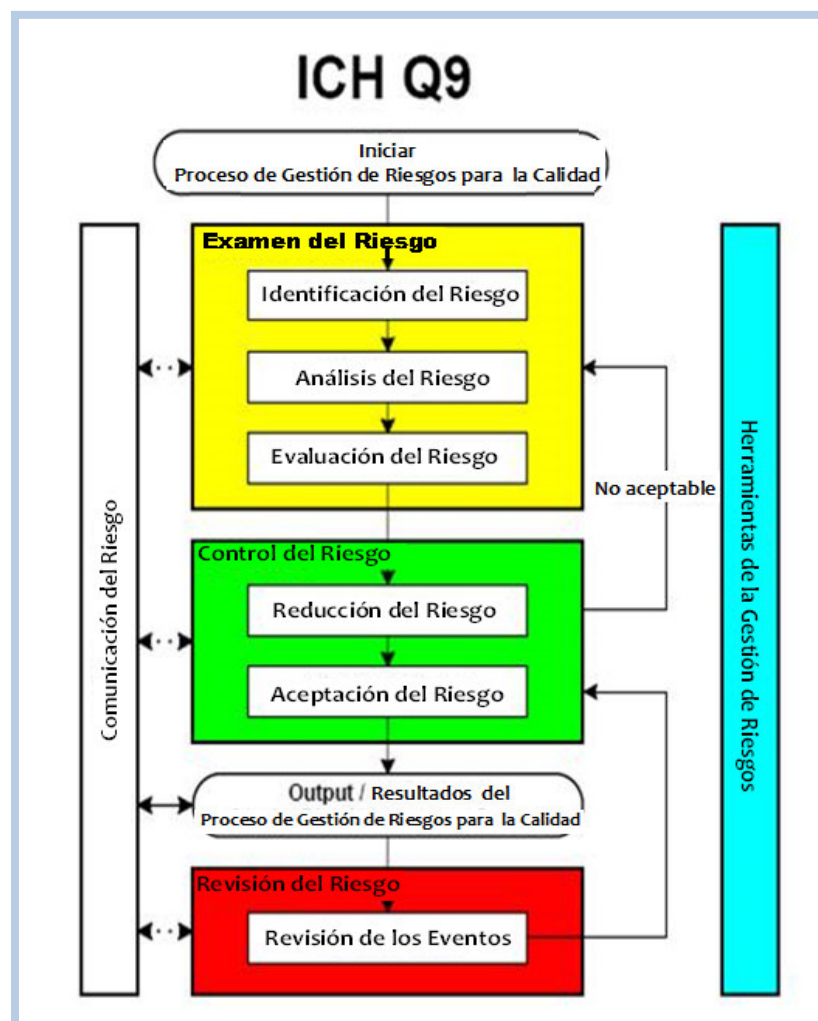 ICH Q9
Iniciar
Proceso de Gestión de Riesgos para la Calidad
Examen del Riesgo
Identificación del Riesgo
Análisis del Riesgo
Evaluación del Riesgo
No aceptable
Control del Riesgo
Reducción del Riesgo
Aceptación del Riesgo
Output / Resultados del
Proceso de Gestión de Riesgos para la Calidad
Revisión del Riesgo
Revisión de los Eventos
Comunicación del Riesgo
Herramientas de la Gestión de Riesgos